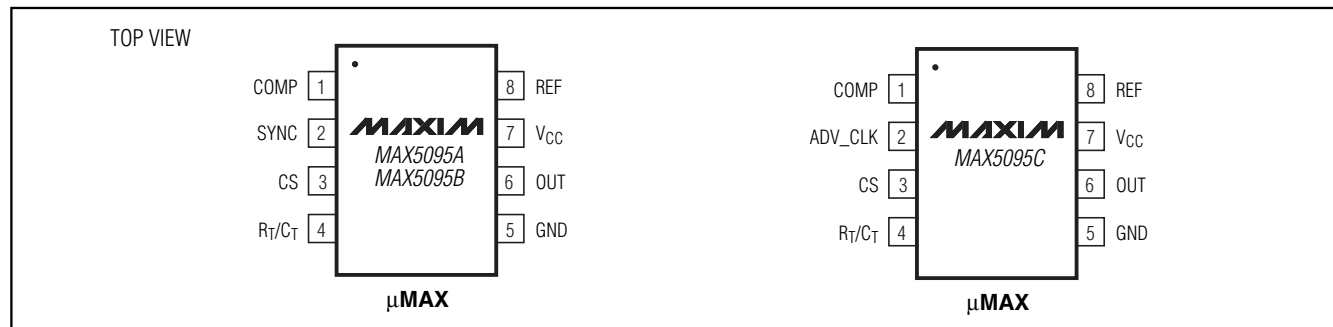 TOP VIEW
COMP 1
SYNC 2
CS 3
RT/CT 4
8 REF
7 VCC
6 OUT
5 GND
MAXIM
MAX5095A
MAX5095B
µMAX
COMP 1
ADV_CLK 2
CS 3
RT/CT 4
8 REF
7 VCC
6 OUT
5 GND
MAXIM
MAX5095C
µMAX